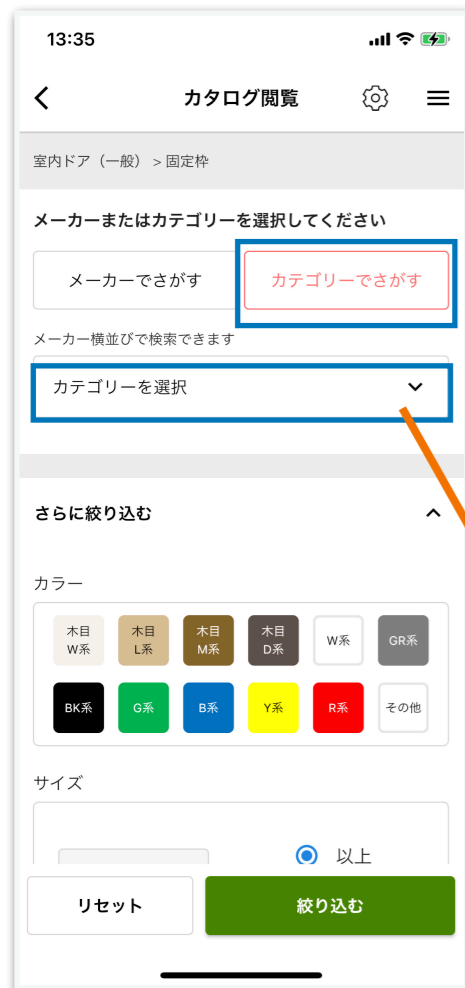 13:35
カタログ閲覧
室内ドア（一般） > 固定枠
メーカーまたはカテゴリーを選択してください
メーカーでさがす
カテゴリーでさがす
メーカー横並びで検索できます
カテゴリーを選択
さらに絞り込む
カラー
木目
W系
木目
L系
木目
M系
木目
D系
W系
GR系
BK系
G系
B系
Y系
R系
その他
サイズ
以上
リセット
絞り込む